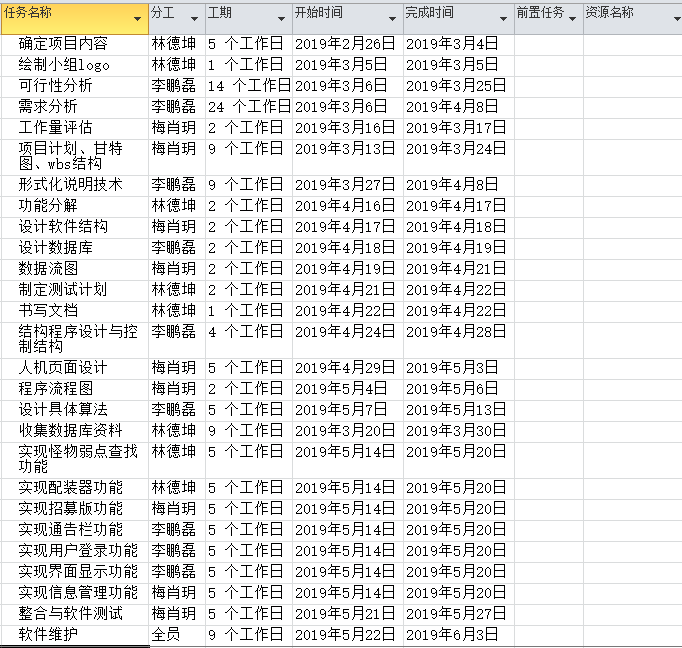 任务名称 分工 工期 开始时间 完成时间 前置任务 资源名称
确定项目内容 林德坤 5 个工作日 2019年2月26日 2019年3月4日
绘制小组logo 林德坤 1 个工作日 2019年3月5日 2019年3月5日
可行性分析 李鹏磊 14 个工作日 2019年3月6日 2019年3月25日
需求分析 李鹏磊 24 个工作日 2019年3月6日 2019年4月8日
工作量评估 梅肖玥 2 个工作日 2019年3月16日 2019年3月17日
项目计划、甘特 梅肖玥 9 个工作日 2019年3月13日 2019年3月24日
图、wbs结构
形式化说明技术 李鹏磊 9 个工作日 2019年3月27日 2019年4月8日
功能分解 林德坤 2 个工作日 2019年4月16日 2019年4月17日
设计软件结构 梅肖玥 2 个工作日 2019年4月17日 2019年4月18日
设计数据库 李鹏磊 2 个工作日 2019年4月18日 2019年4月19日
数据流图 梅肖玥 2 个工作日 2019年4月19日 2019年4月21日
制定测试计划 林德坤 2 个工作日 2019年4月21日 2019年4月22日
书写文档 林德坤 1 个工作日 2019年4月22日 2019年4月22日
结构程序设计与控 李鹏磊 4 个工作日 2019年4月24日 2019年4月28日
制结构
人机页面设计 梅肖玥 5 个工作日 2019年4月29日 2019年5月3日
程序流程图 梅肖玥 2 个工作日 2019年5月4日 2019年5月6日
设计具体算法 李鹏磊 5 个工作日 2019年5月7日 2019年5月13日
收集数据库资料 林德坤 9 个工作日 2019年3月20日 2019年3月30日
实现怪物弱点查找 林德坤 5 个工作日 2019年5月14日 2019年5月20日
功能
实现配装器功能 林德坤 5 个工作日 2019年5月14日 2019年5月20日
实现招募版功能 梅肖玥 5 个工作日 2019年5月14日 2019年5月20日
实现通告栏功能 李鹏磊 5 个工作日 2019年5月14日 2019年5月20日
实现用户登录功能 李鹏磊 5 个工作日 2019年5月14日 2019年5月20日
实现界面显示功能 李鹏磊 5 个工作日 2019年5月14日 2019年5月20日
实现信息管理功能 梅肖玥 5 个工作日 2019年5月14日 2019年5月20日
整合与软件测试 梅肖玥 5 个工作日 2019年5月21日 2019年5月27日
软件维护 全员 9 个工作日 2019年5月22日 2019年6月3日